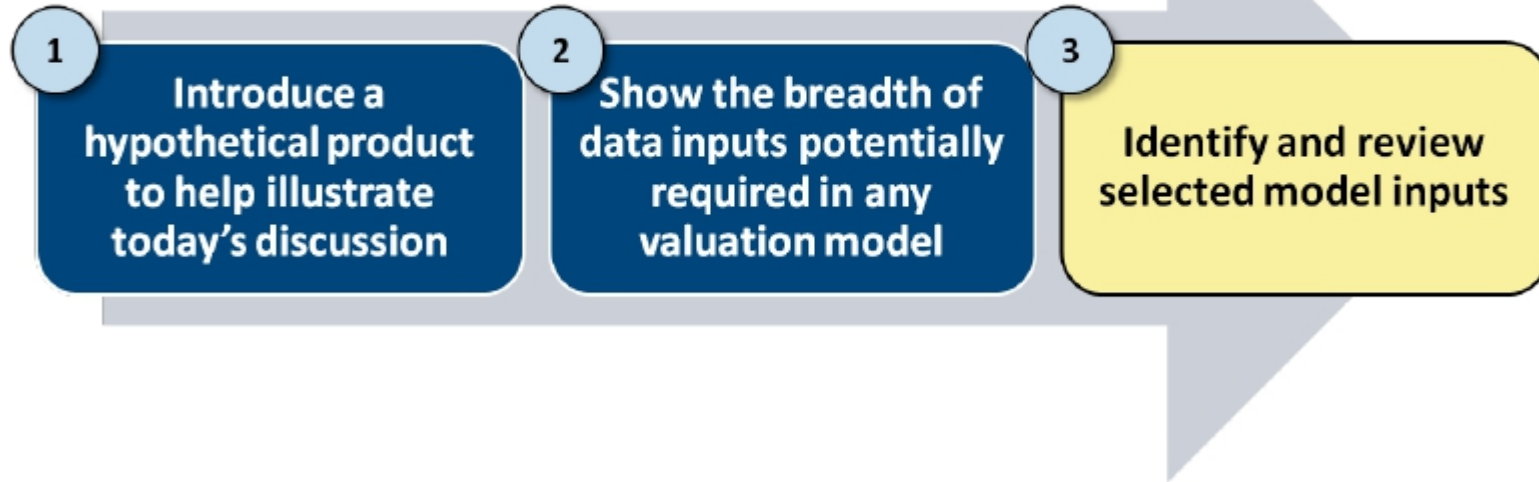 1
Introduce a
hypothetical product
to help illustrate
today's discussion
2
Show the breadth of
data inputs potentially
required in any
valuation model
3
Identify and review
selected model inputs